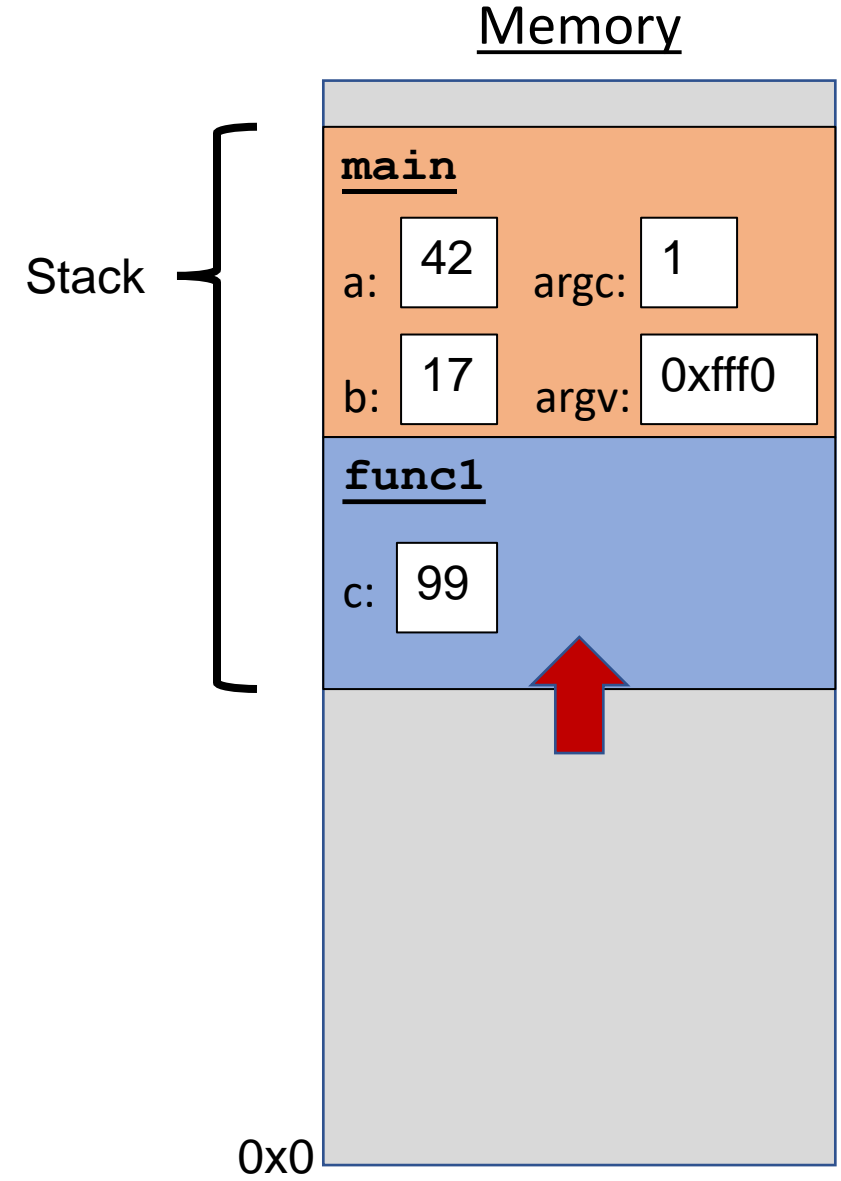 Memory
Stack
main
a: 42 argc: 1
b: 17 argv: 0xfff0
func1
c: 99
0x0